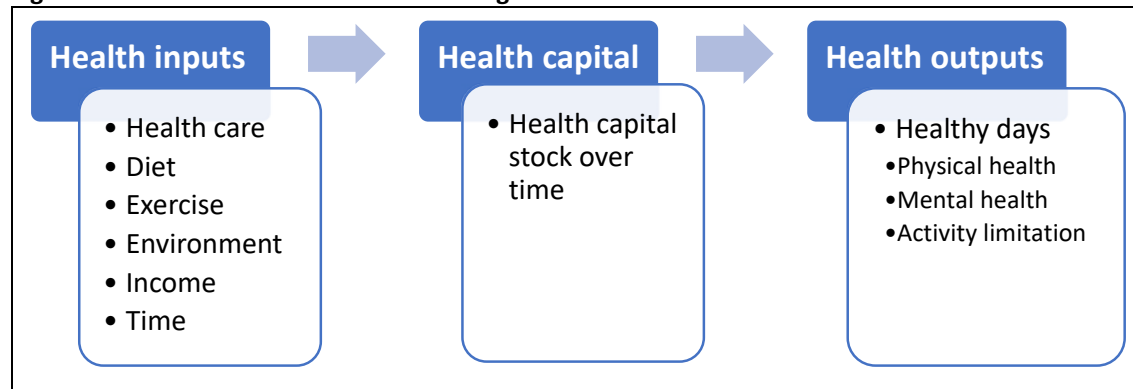 Health inputs
• Health care
• Diet
• Exercise
• Environment
• Income
• Time
Health capital
• Health capital
stock over
time
Health outputs
• Healthy days
•Physical health
•Mental health
•Activity limitation